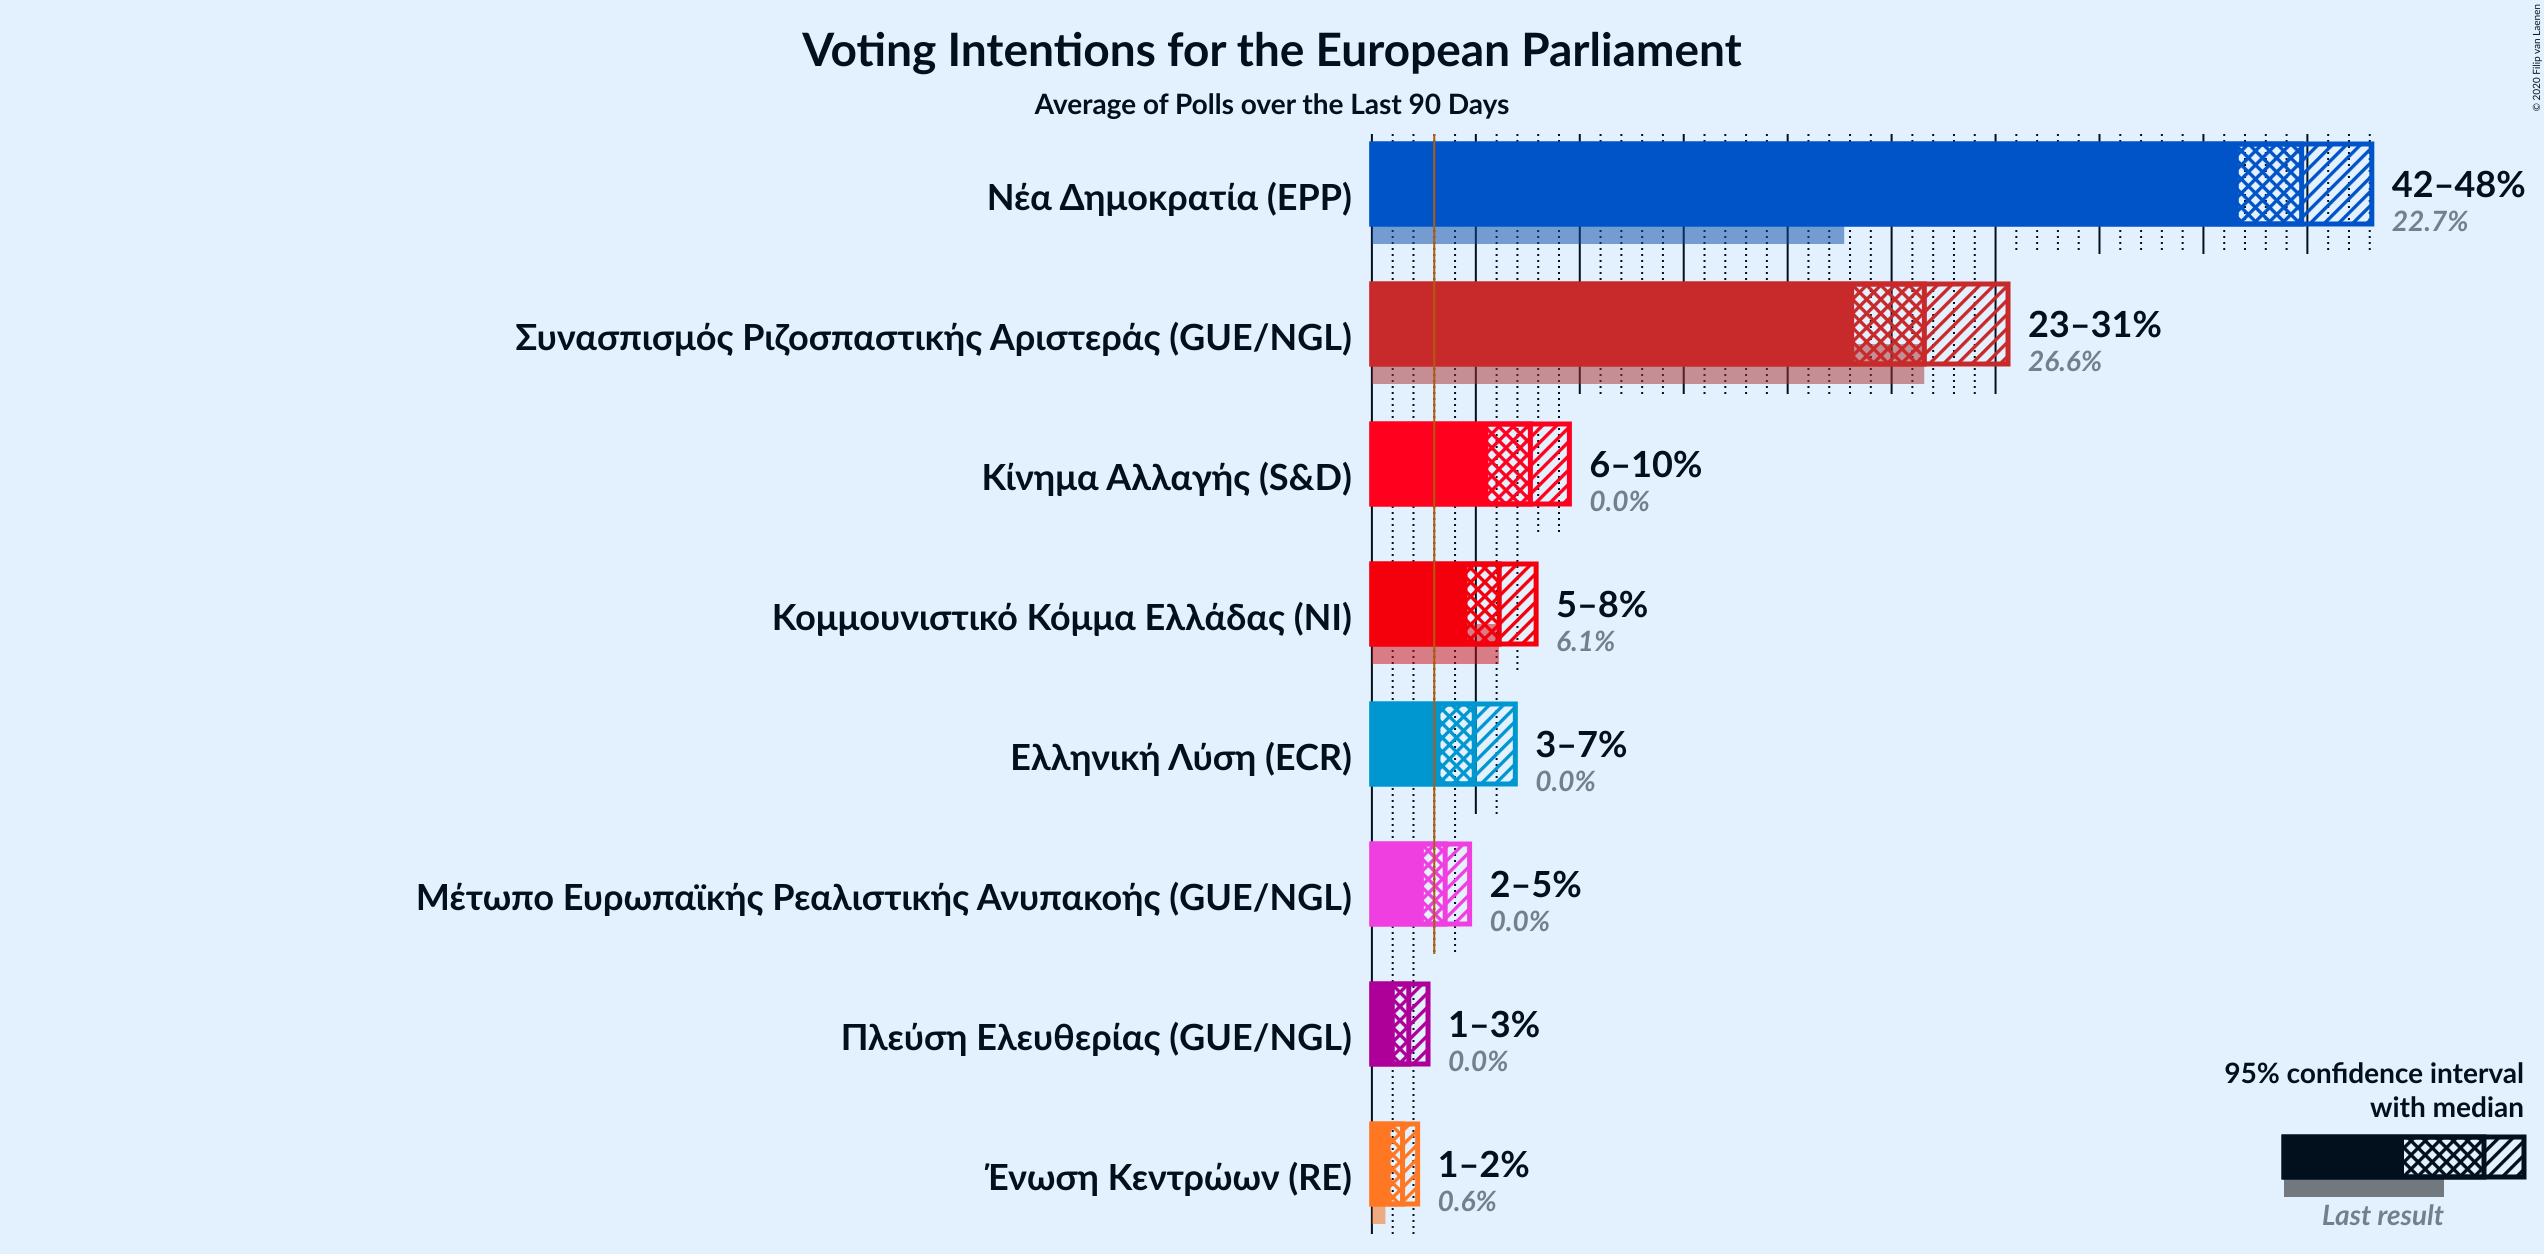 © 2020 Filip van Laenen
Voting Intentions for the European Parliament
Average of Polls over the Last 90 Days
Νέα Δημοκρατία (EPP)
42–48%
22.7%
Συνασπισμός Ριζοσπαστικής Αριστεράς (GUE/NGL)
23–31%
26.6%
Κίνημα Αλλαγής (S&D)
6–10%
0.0%
Κομμουνιστικό Κόμμα Ελλάδας (NI)
5–8%
6.1%
Ελληνική Λύση (ECR)
3–7%
0.0%
Μέτωπο Ευρωπαϊκής Ρεαλιστικής Ανυπακοής (GUE/NGL)
2–5%
0.0%
Πλεύση Ελευθερίας (GUE/NGL)
1–3%
0.0%
Ένωση Κεντρώων (RE)
1–2%
0.6%
95% confidence interval
with median
Last result